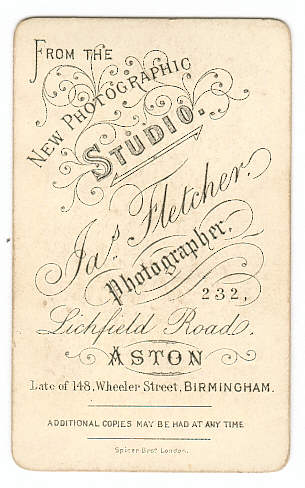 FROM THE
NEW PHOTOGRAPHIC
STUDIO.
Jas. Fletcher.
Photographer,
232,
Lichfield Road,
ASTON
Late of 148, Wheeler Street, BIRMINGHAM.
ADDITIONAL COPIES MAY BE HAD AT ANY TIME
Spicer Bros. London.